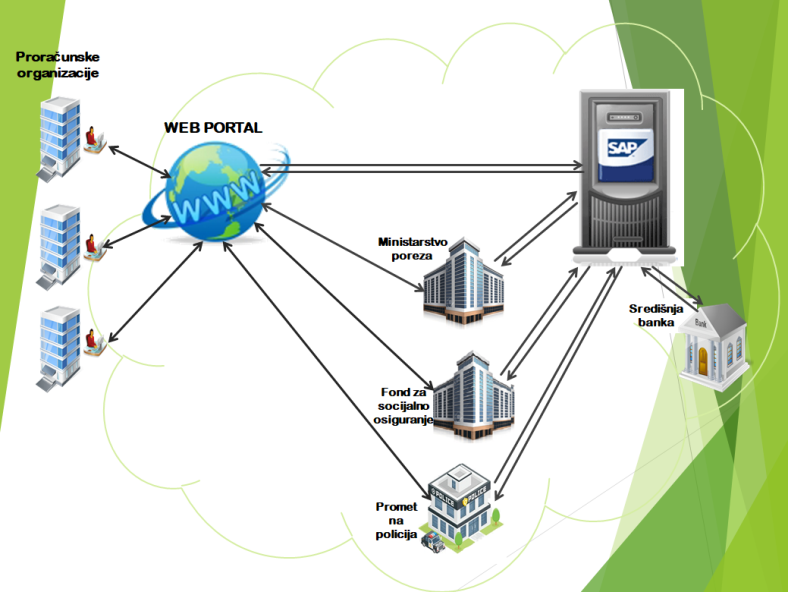 Proračunske
organizacije
WEB PORTAL
WWW
SAP
Ministarstvo
poreza
Središnja
banka
Bank
Fond za
socijalno
osiguranje
POLICE
POLICE
Promet
na
policija